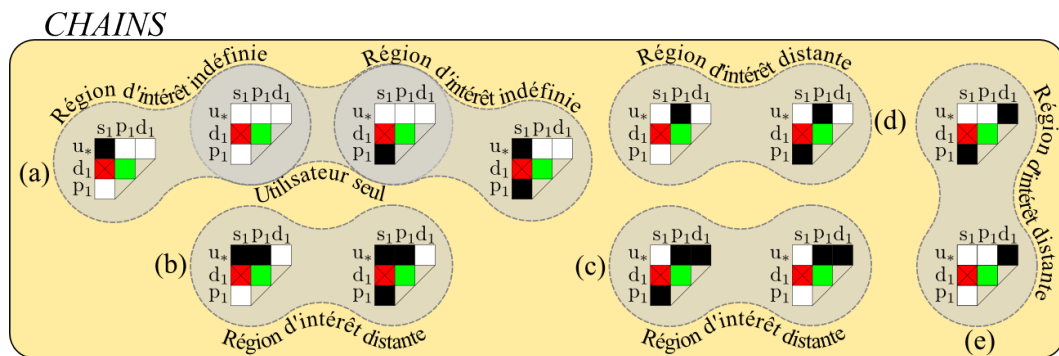 CHAINS
Région d'intérêt indéfinie
Région d'intérêt indéfinie
Utilisateur seul
(a)
s₁ p₁ d₁
u*
d₁
p₁
s₁ p₁ d₁
u*
d₁
p₁
s₁ p₁ d₁
u*
d₁
p₁
s₁ p₁ d₁
u*
d₁
p₁
(b)
s₁ p₁ d₁
u*
d₁
p₁
s₁ p₁ d₁
u*
d₁
p₁
Région d'intérêt distante
Région d'intérêt distante
s₁ p₁ d₁
u*
d₁
p₁
s₁ p₁ d₁
u*
d₁
p₁
(d)
(c)
s₁ p₁ d₁
u*
d₁
p₁
s₁ p₁ d₁
u*
d₁
p₁
Région d'intérêt distante
s₁ p₁ d₁
u*
d₁
p₁
Région d'intérêt distante
s₁ p₁ d₁
u*
d₁
p₁
(e)